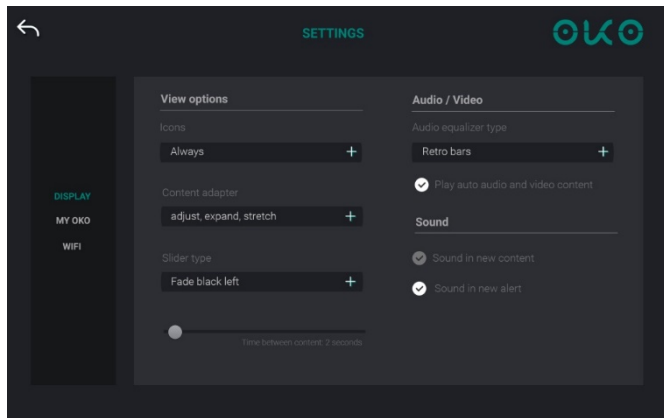 SETTINGS
OKO
DISPLAY
MY OKO
WIFI
View options
Icons
Always +
Content adapter
adjust, expand, stretch +
Slider type
Fade black left +
Time between content: 2 seconds
Audio / Video
Audio equalizer type
Retro bars +
Play auto audio and video content
Sound
Sound in new content
Sound in new alert